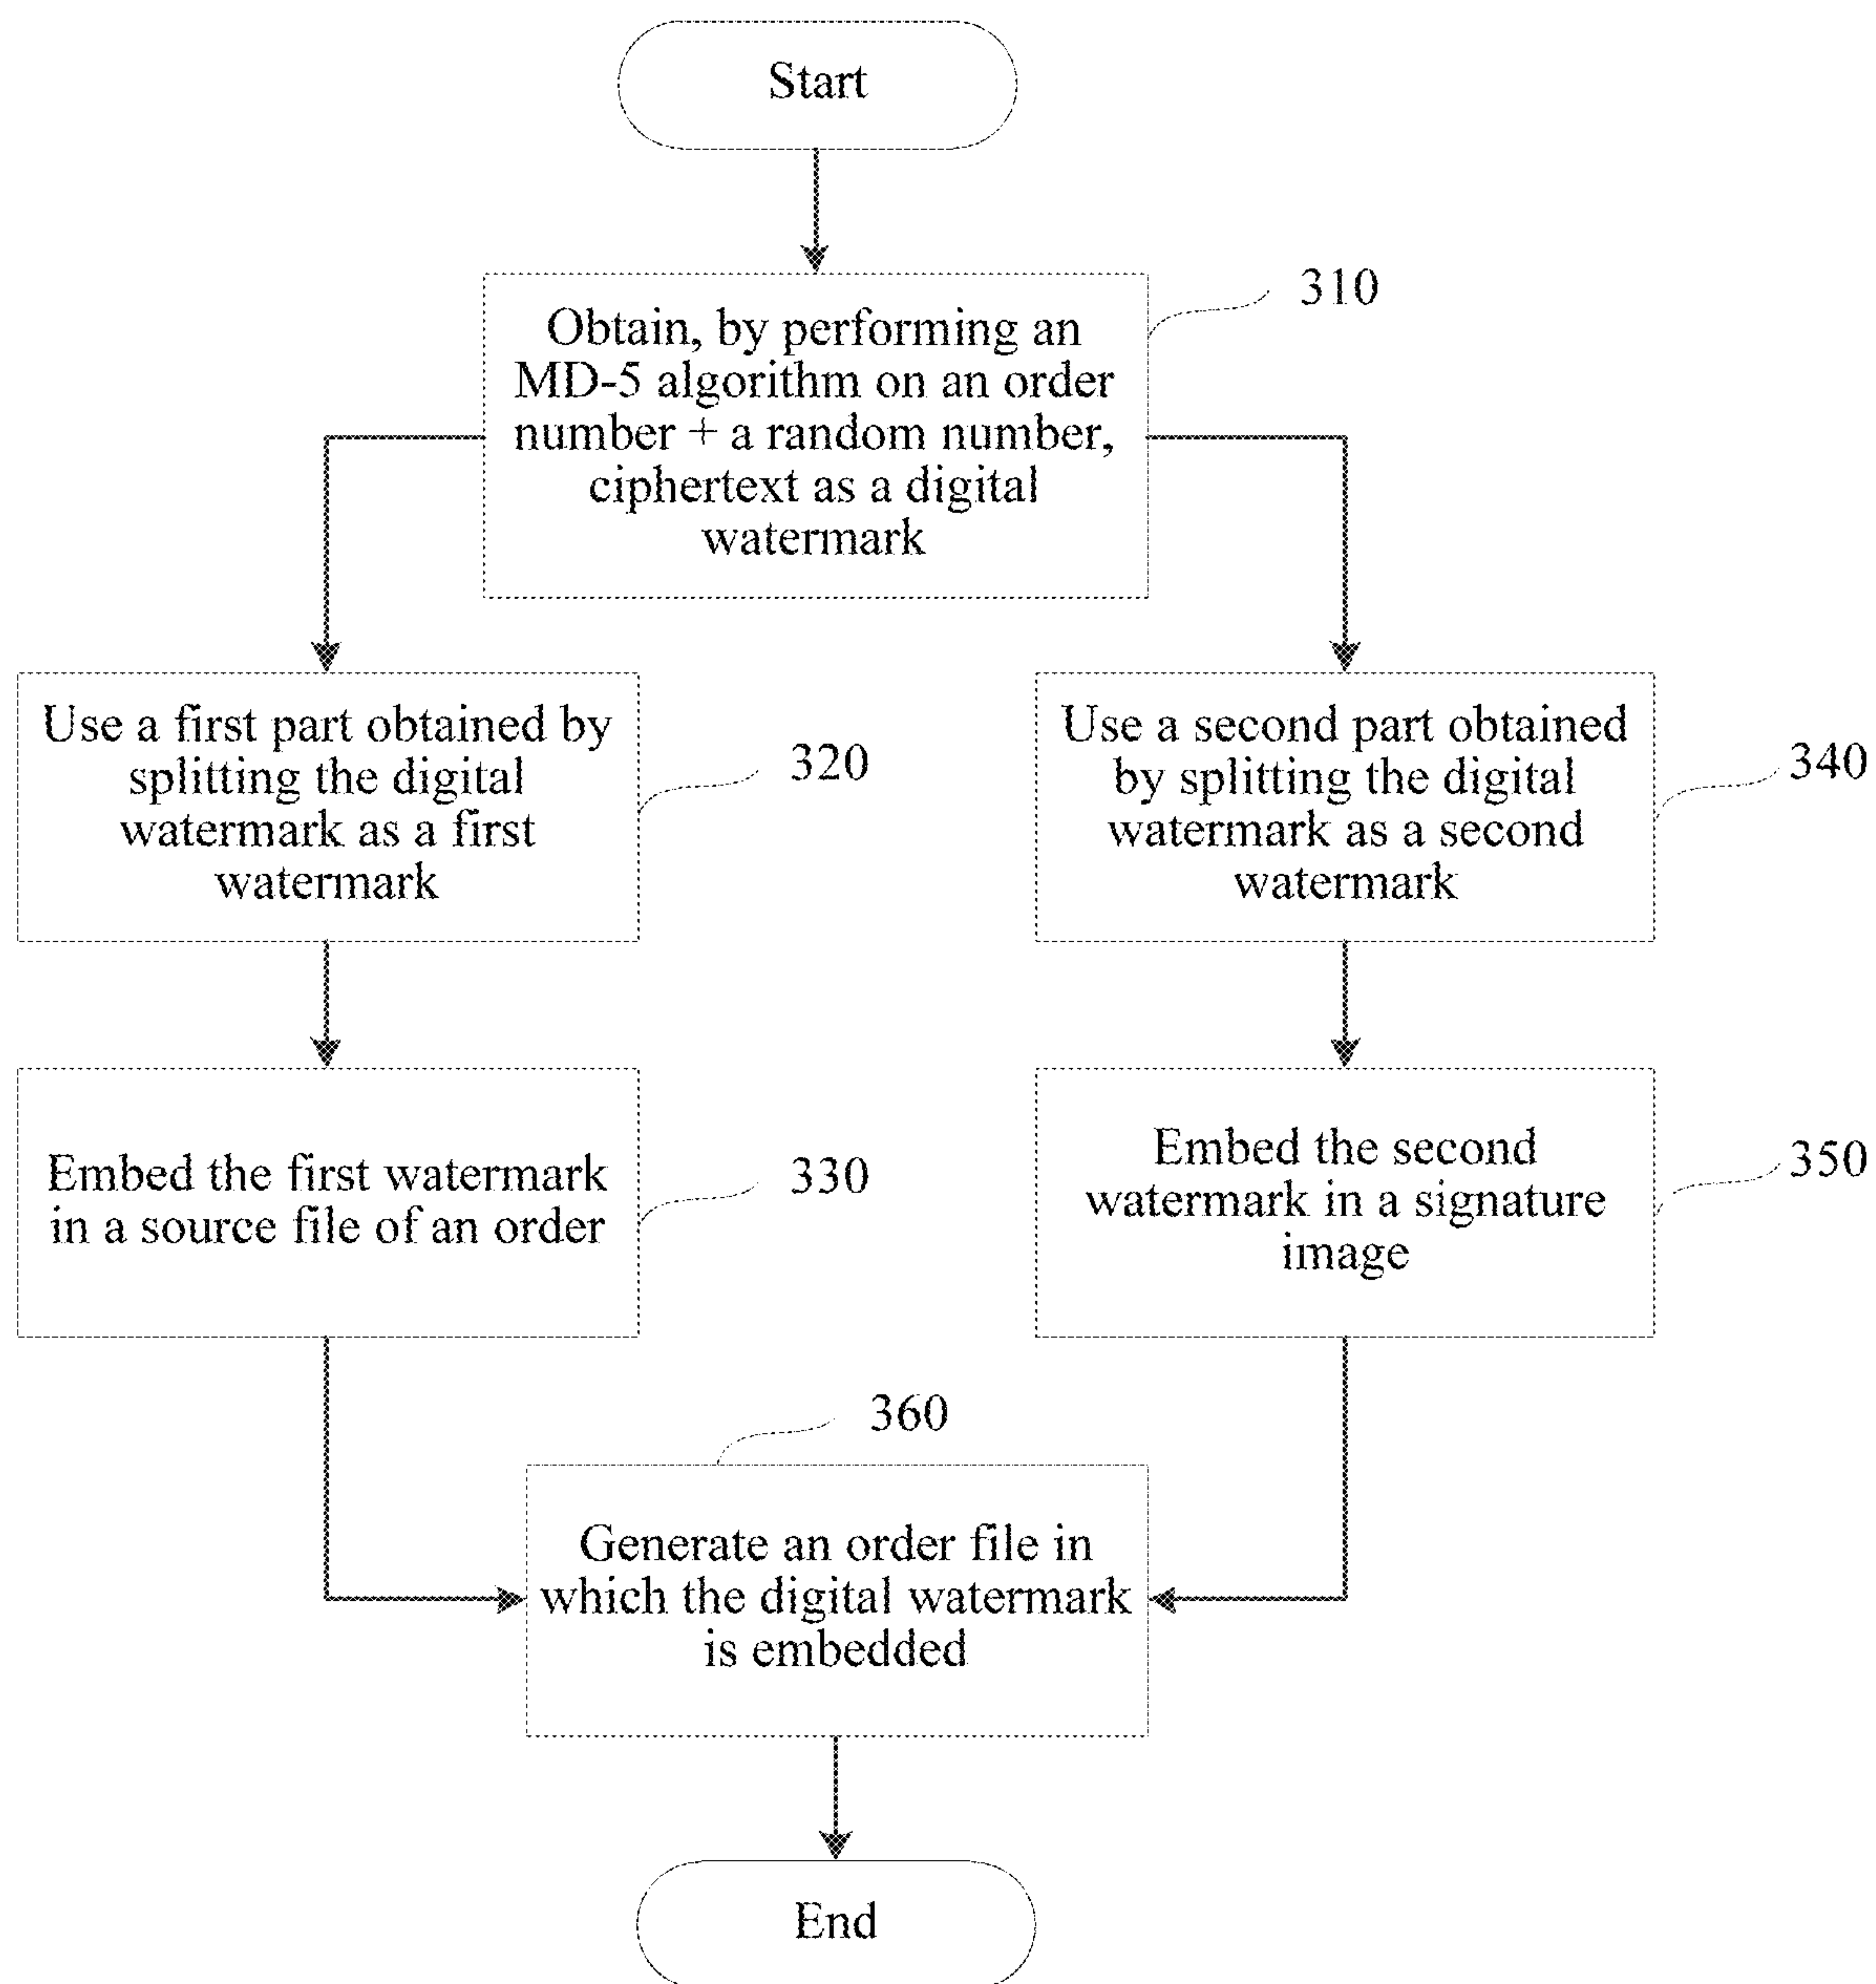 Start
310
Obtain, by performing an
MD-5 algorithm on an order
number + a random number,
ciphertext as a digital
watermark
Use a first part obtained by
splitting the digital
watermark as a first
watermark
320
Use a second part obtained
by splitting the digital
watermark as a second
watermark
340
Embed the first watermark
in a source file of an order
330
Embed the second
watermark in a signature
image
350
360
Generate an order file in
which the digital watermark
is embedded
End